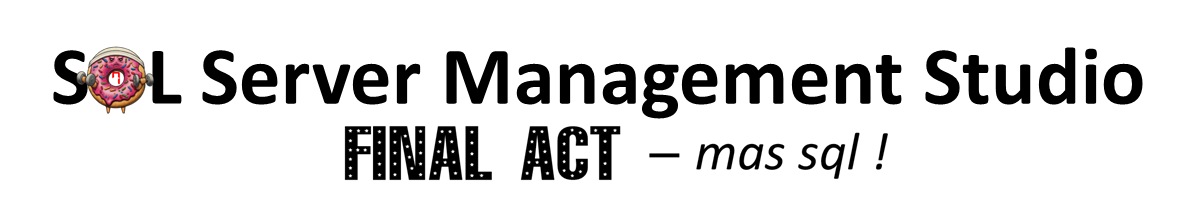 SQL Server Management Studio
FINAL ACT – mas sql !